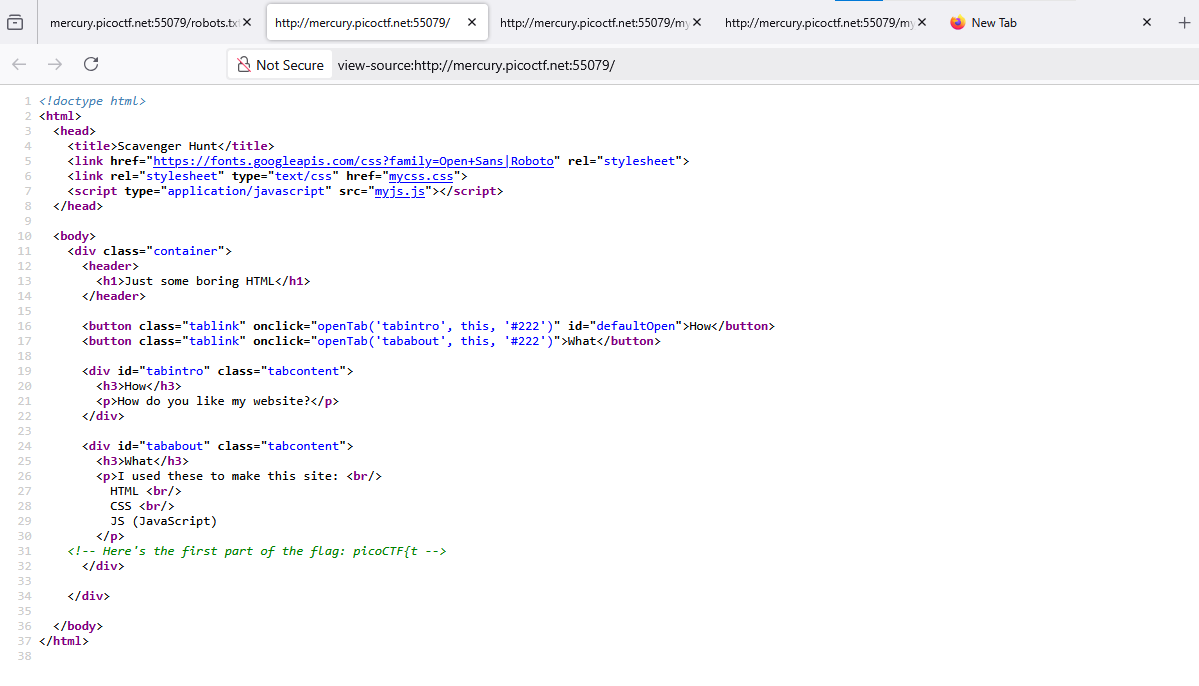 mercury.picoctf.net:55079/robots.tx
http://mercury.picoctf.net:55079/
http://mercury.picoctf.net:55079/my
http://mercury.picoctf.net:55079/my
New Tab
Not Secure view-source:http://mercury.picoctf.net:55079/
1 <!doctype html>
2 <html>
3 <head>
4 <title>Scavenger Hunt</title>
5 <link href="https://fonts.googleapis.com/css?family=Open+Sans|Roboto" rel="stylesheet">
6 <link rel="stylesheet" type="text/css" href="mycss.css">
7 <script type="application/javascript" src="myjs.js"></script>
8 </head>
9
10 <body>
11 <div class="container">
12 <header>
13 <h1>Just some boring HTML</h1>
14 </header>
15
16 <button class="tablink" onclick="openTab('tabintro', this, '#222')" id="defaultOpen">How</button>
17 <button class="tablink" onclick="openTab('tababout', this, '#222')">What</button>
18
19 <div id="tabintro" class="tabcontent">
20 <h3>How</h3>
21 <p>How do you like my website?</p>
22 </div>
23
24 <div id="tababout" class="tabcontent">
25 <h3>What</h3>
26 <p>I used these to make this site: <br/>
27 HTML <br/>
28 CSS <br/>
29 JS (JavaScript)
30 </p>
31 <!-- Here's the first part of the flag: picoCTF{t -->
32 </div>
33
34 </div>
35
36 </body>
37 </html>
38